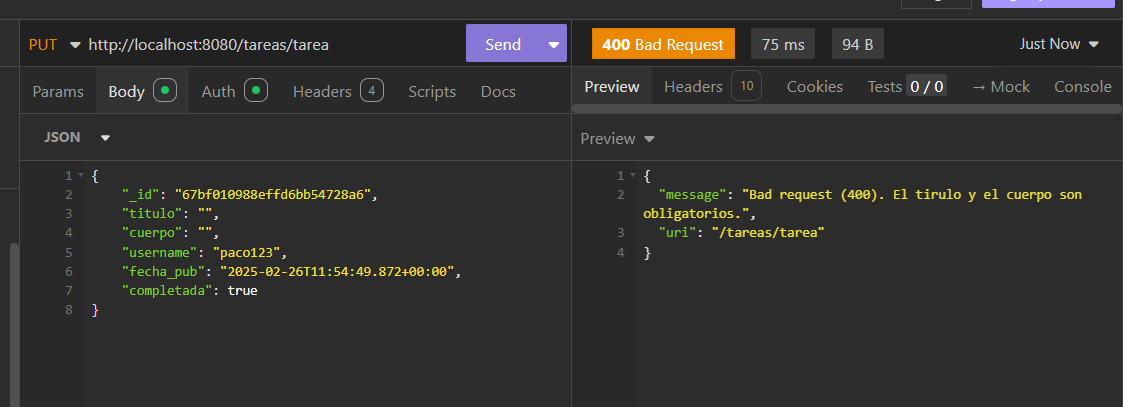 PUT http://localhost:8080/tareas/tarea Send
400 Bad Request 75 ms 94 B Just Now
Params Body Auth Headers 4 Scripts Docs
Preview Headers 10 Cookies Tests 0 / 0 → Mock Console
JSON
Preview
1 {
2 "_id": "67bf010988effd6bb54728a6",
3 "titulo": "",
4 "cuerpo": "",
5 "username": "paco123",
6 "fecha_pub": "2025-02-26T11:54:49.872+00:00",
7 "completada": true
8 }
1 {
2 "message": "Bad request (400). El tirulo y el cuerpo son
obligatorios.",
3 "uri": "/tareas/tarea"
4 }